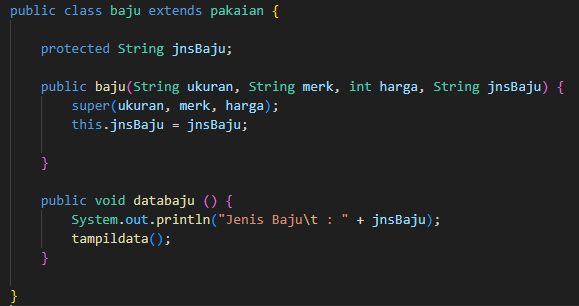 public class baju extends pakaian {
protected String jnsBaju;
public baju(String ukuran, String merk, int harga, String jnsBaju) {
super(ukuran, merk, harga);
this.jnsBaju = jnsBaju;
}
public void databaju () {
System.out.println("Jenis Baju\t : " + jnsBaju);
tampildata();
}
}